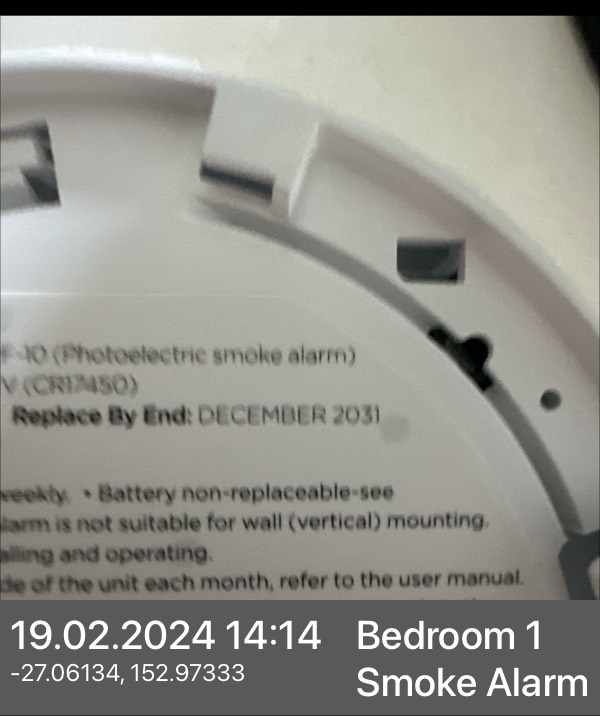 F-10 (Photoelectric smoke alarm)
V (CR17450)
Replace By End: DECEMBER 2031
weekly. • Battery non-replaceable-see
alarm is not suitable for wall (vertical) mounting.
alling and operating.
de of the unit each month, refer to the user manual.
19.02.2024 14:14
-27.06134, 152.97333
Bedroom 1
Smoke Alarm